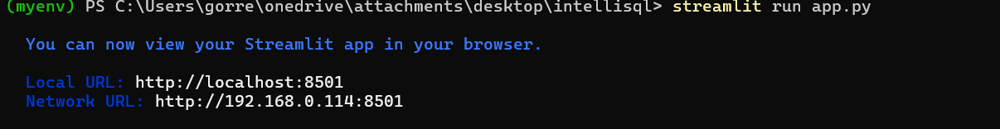 (myenv) PS C:\Users\gorre\onedrive\attachments\desktop\intellisql> streamlit run app.py
You can now view your Streamlit app in your browser.
Local URL: http://localhost:8501
Network URL: http://192.168.0.114:8501